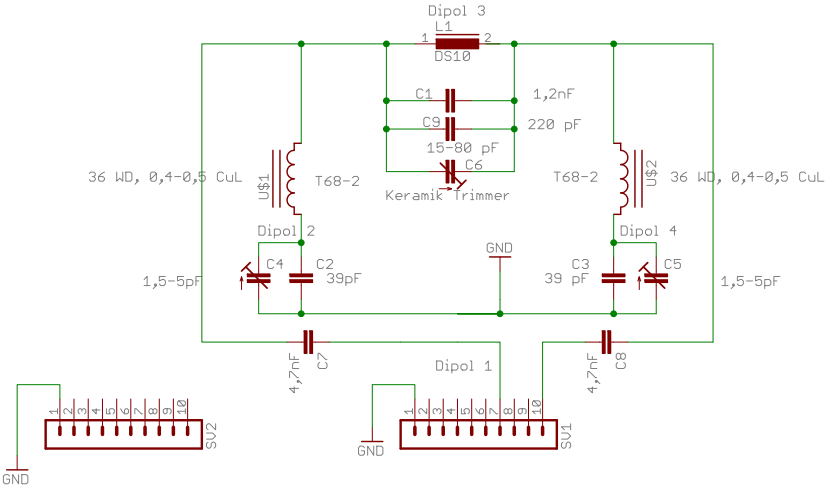 Dipol 3
L1
1 2
DS10
C1 1,2nF
C9 220 pF
15-80 pF
C6
Keramik Trimmer
36 WD, 0,4-0,5 CuL U$1 T68-2
T68-2 U$2 36 WD, 0,4-0,5 CuL
Dipol 2
Dipol 4
GND
C4 C2
39pF
1,5-5pF
C3 C5
39 pF
1,5-5pF
4,7nF C7
4,7nF C8
Dipol 1
1 2 3 4 5 6 7 8 9 10
SV2
GND
1 2 3 4 5 6 7 8 9 10
SV1
GND